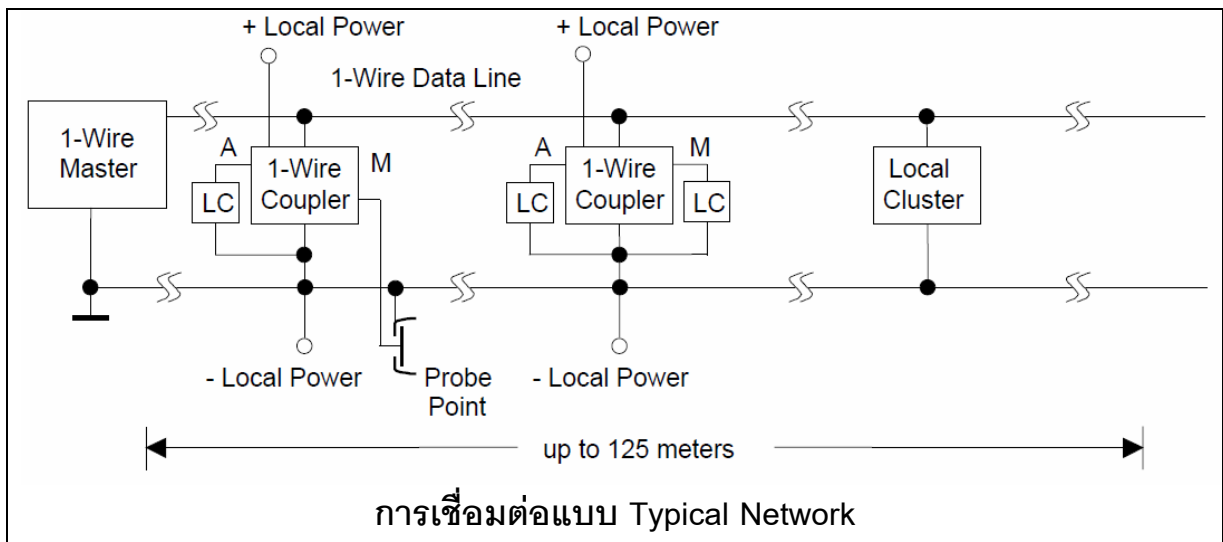 + Local Power
+ Local Power
1-Wire Data Line
1-Wire
Master
A
1-Wire
Coupler
M
LC
A
1-Wire
Coupler
M
LC
LC
Local
Cluster
- Local Power
Probe
Point
- Local Power
up to 125 meters
การเชื่อมต่อแบบ Typical Network